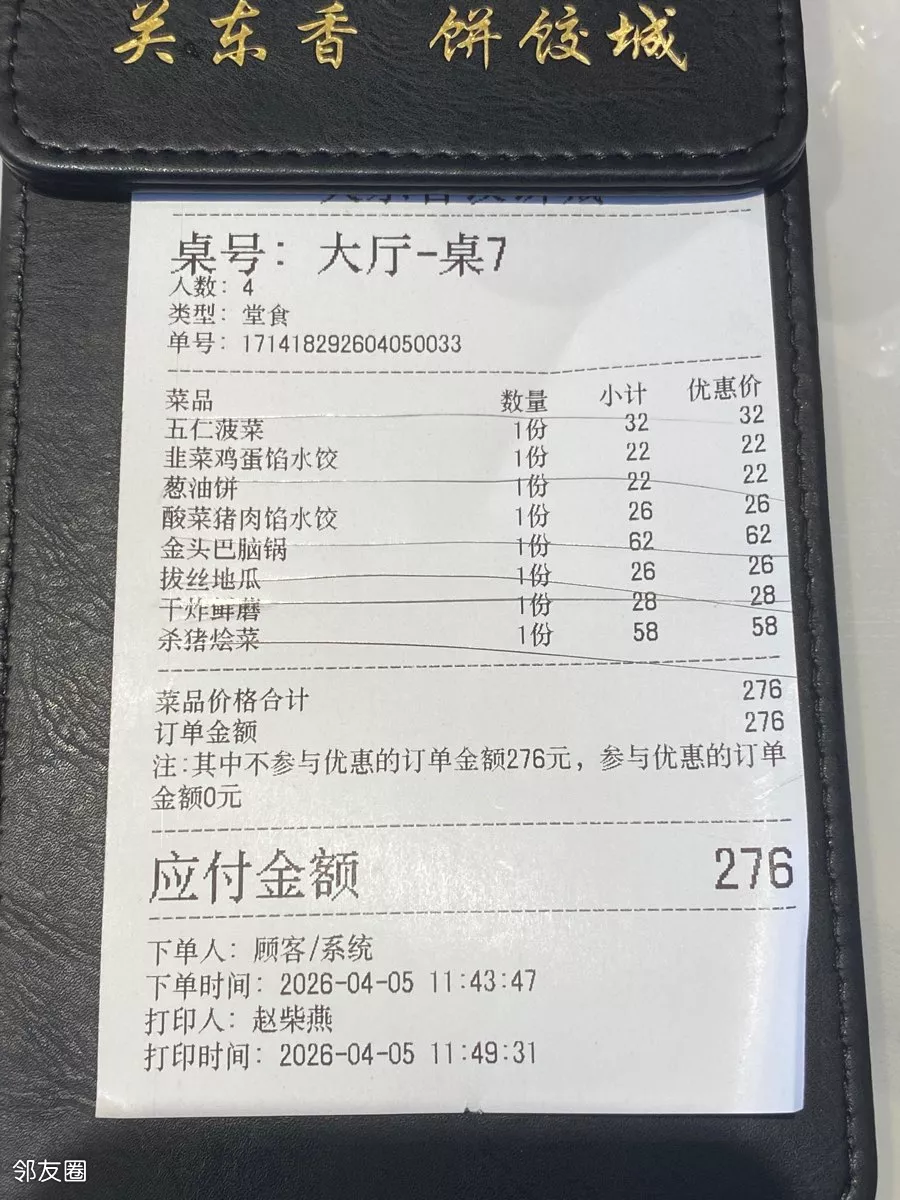 关东香 饼饺城
桌号: 大厅-桌7
人数: 4
类型: 堂食
单号: 171418292604050033
菜品 数量 小计 优惠价
五仁菠菜 1份 32 32
韭菜鸡蛋馅水饺 1份 22 22
葱油饼 1份 22 22
酸菜猪肉馅水饺 1份 26 26
金头巴脑锅 1份 62 62
拔丝地瓜 1份 26 26
干炸鲜蘑 1份 28 28
杀猪烩菜 1份 58 58
菜品价格合计 276
订单金额 276
注:其中不参与优惠的订单金额276元，参与优惠的订单
金额0元
应付金额 276
下单人: 顾客/系统
下单时间: 2026-04-05 11:43:47
打印人: 赵柴燕
打印时间: 2026-04-05 11:49:31
邻友圈